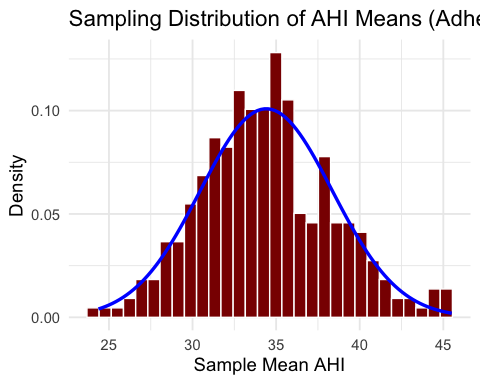 Sampling Distribution of AHI Means (Adhe
0.10
0.05
0.00
Density
25 30 35 40 45
Sample Mean AHI